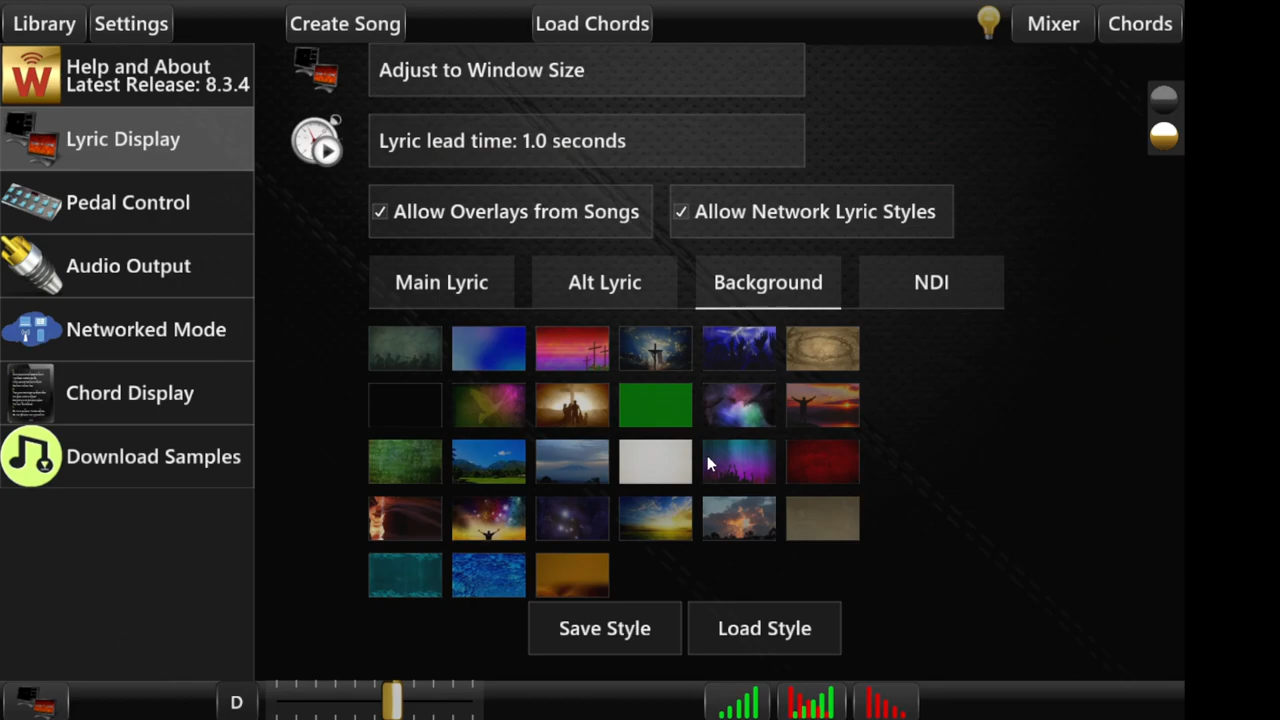 Library
Settings
Create Song
Load Chords
Mixer
Chords
W
Help and About
Latest Release: 8.3.4
Lyric Display
Pedal Control
Audio Output
Networked Mode
Chord Display
Download Samples
Adjust to Window Size
Lyric lead time: 1.0 seconds
Allow Overlays from Songs
Allow Network Lyric Styles
Main Lyric
Alt Lyric
Background
NDI
Save Style
Load Style
D